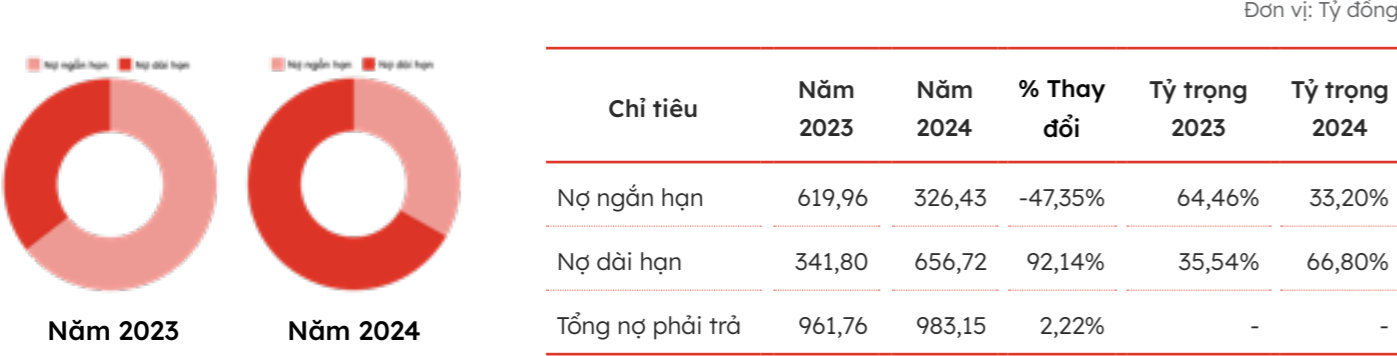 Đơn vị: Tỷ đồng
Nợ ngắn hạn Nợ dài hạn
Nợ ngắn hạn Nợ dài hạn
Năm 2023
Năm 2024
Chỉ tiêu Năm 2023 Năm 2024 % Thay đổi Tỷ trọng 2023 Tỷ trọng 2024
Nợ ngắn hạn 619,96 326,43 -47,35% 64,46% 33,20%
Nợ dài hạn 341,80 656,72 92,14% 35,54% 66,80%
Tổng nợ phải trả 961,76 983,15 2,22% - -